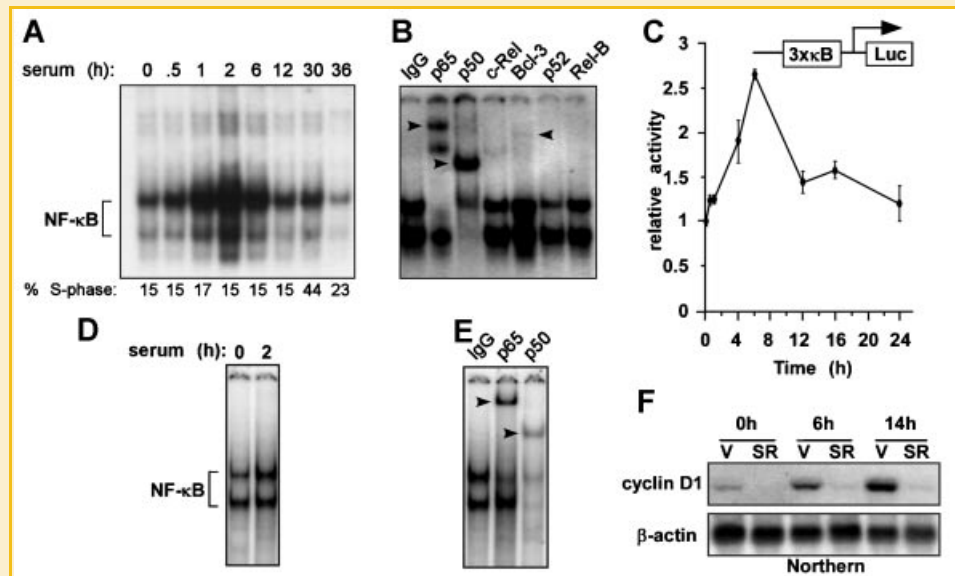 A
serum (h): 0 .5 1 2 6 12 30 36
NF-κB
% S-phase: 15 15 17 15 15 15 44 23
B
IgG p65 p50 c-Rel Bcl-3 p52 Rel-B
C
3xκB Luc
relative activity
3
2.5
2
1.5
1
0.5
0
0 4 8 12 16 20 24
Time (h)
D
serum (h): 0 2
NF-κB
E
IgG p65 p50
F
0h 6h 14h
V SR V SR V SR
cyclin D1
β-actin
Northern